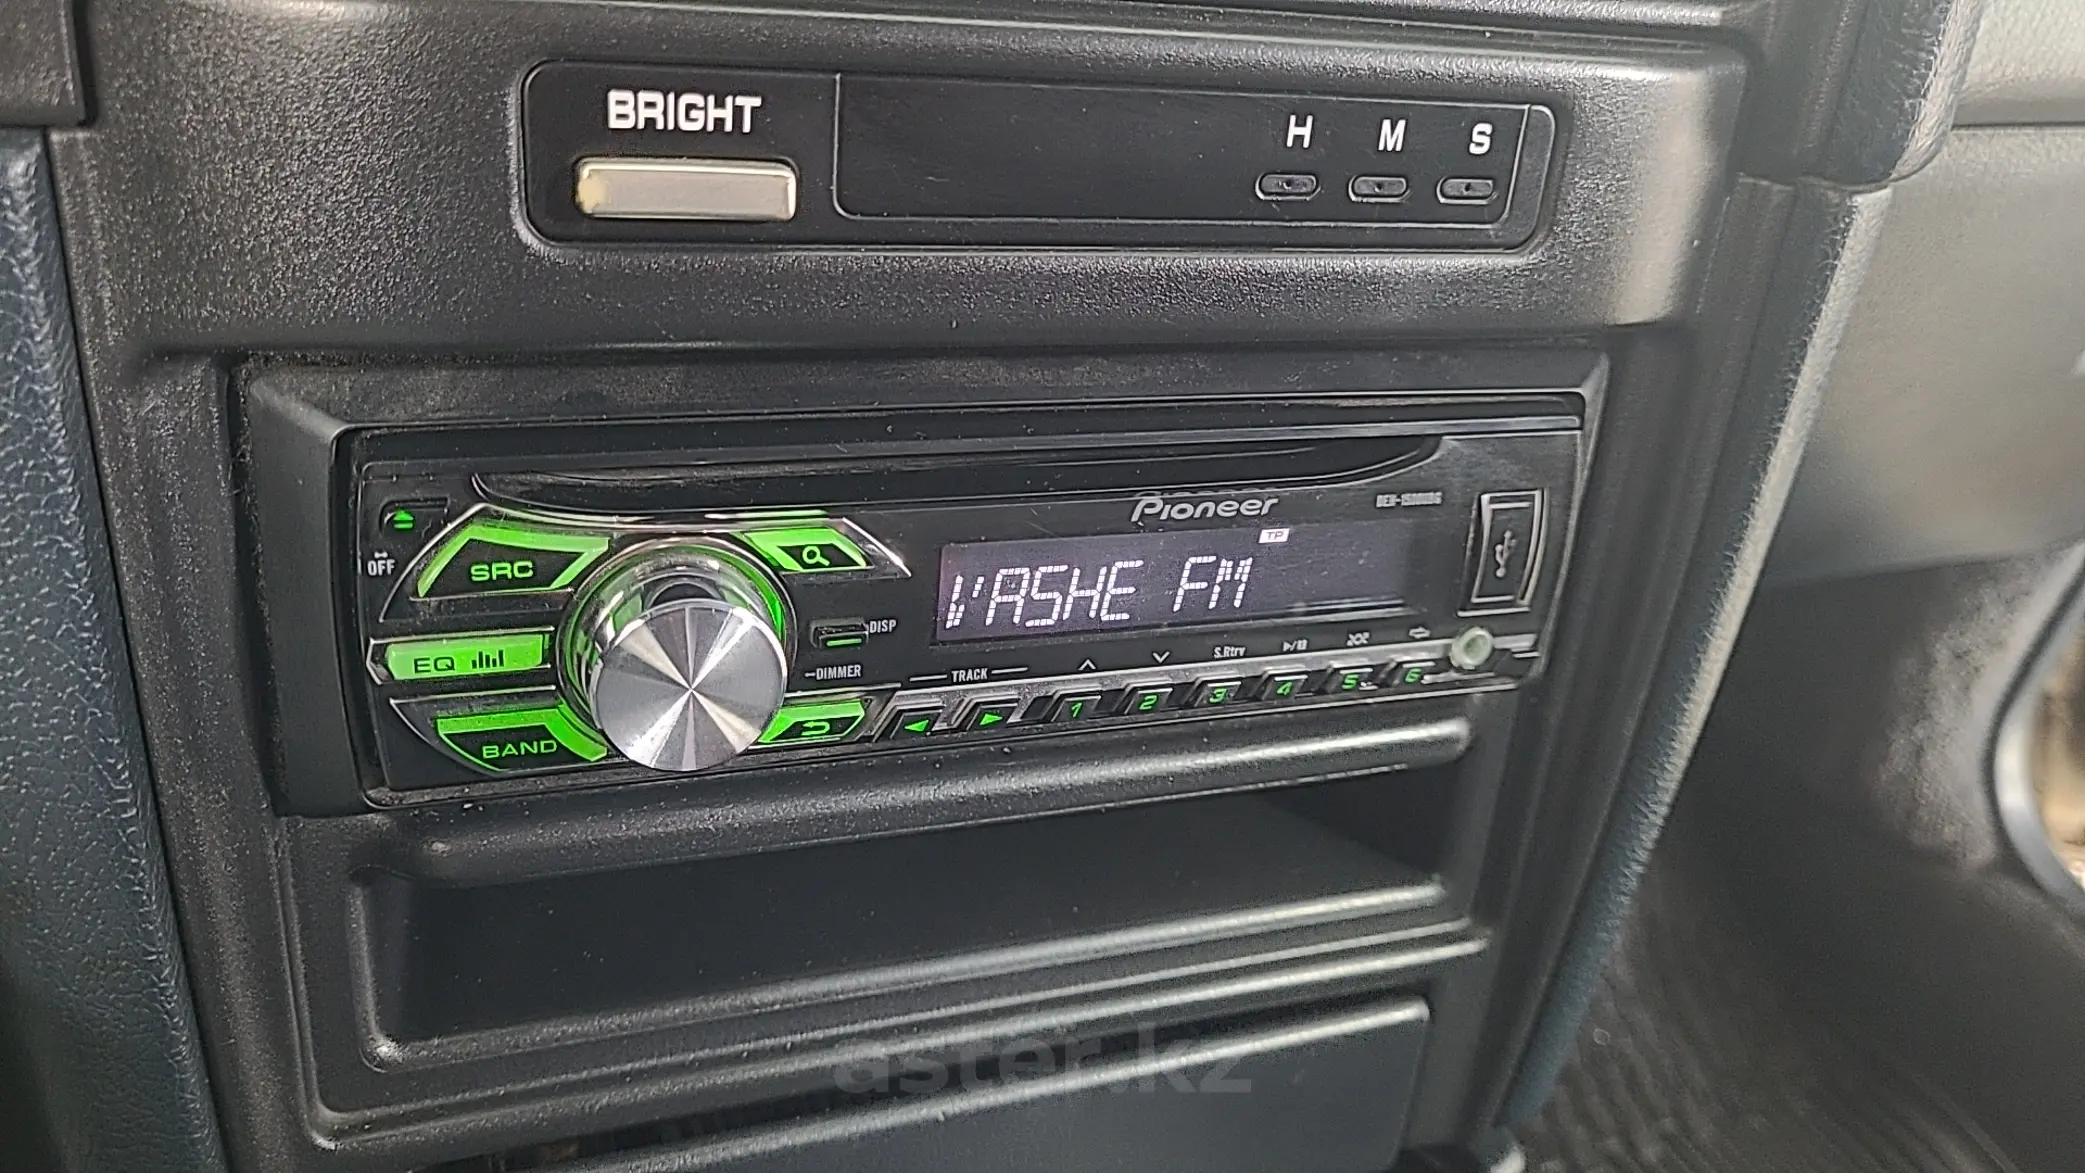 BRIGHT
H M S
Pioneer
TP
OFF
SRC
VASHE FM
DISP
EQ
DIMMER
TRACK
S.Rtrv
BAND
1 2 3 4 5 6
aster.kz